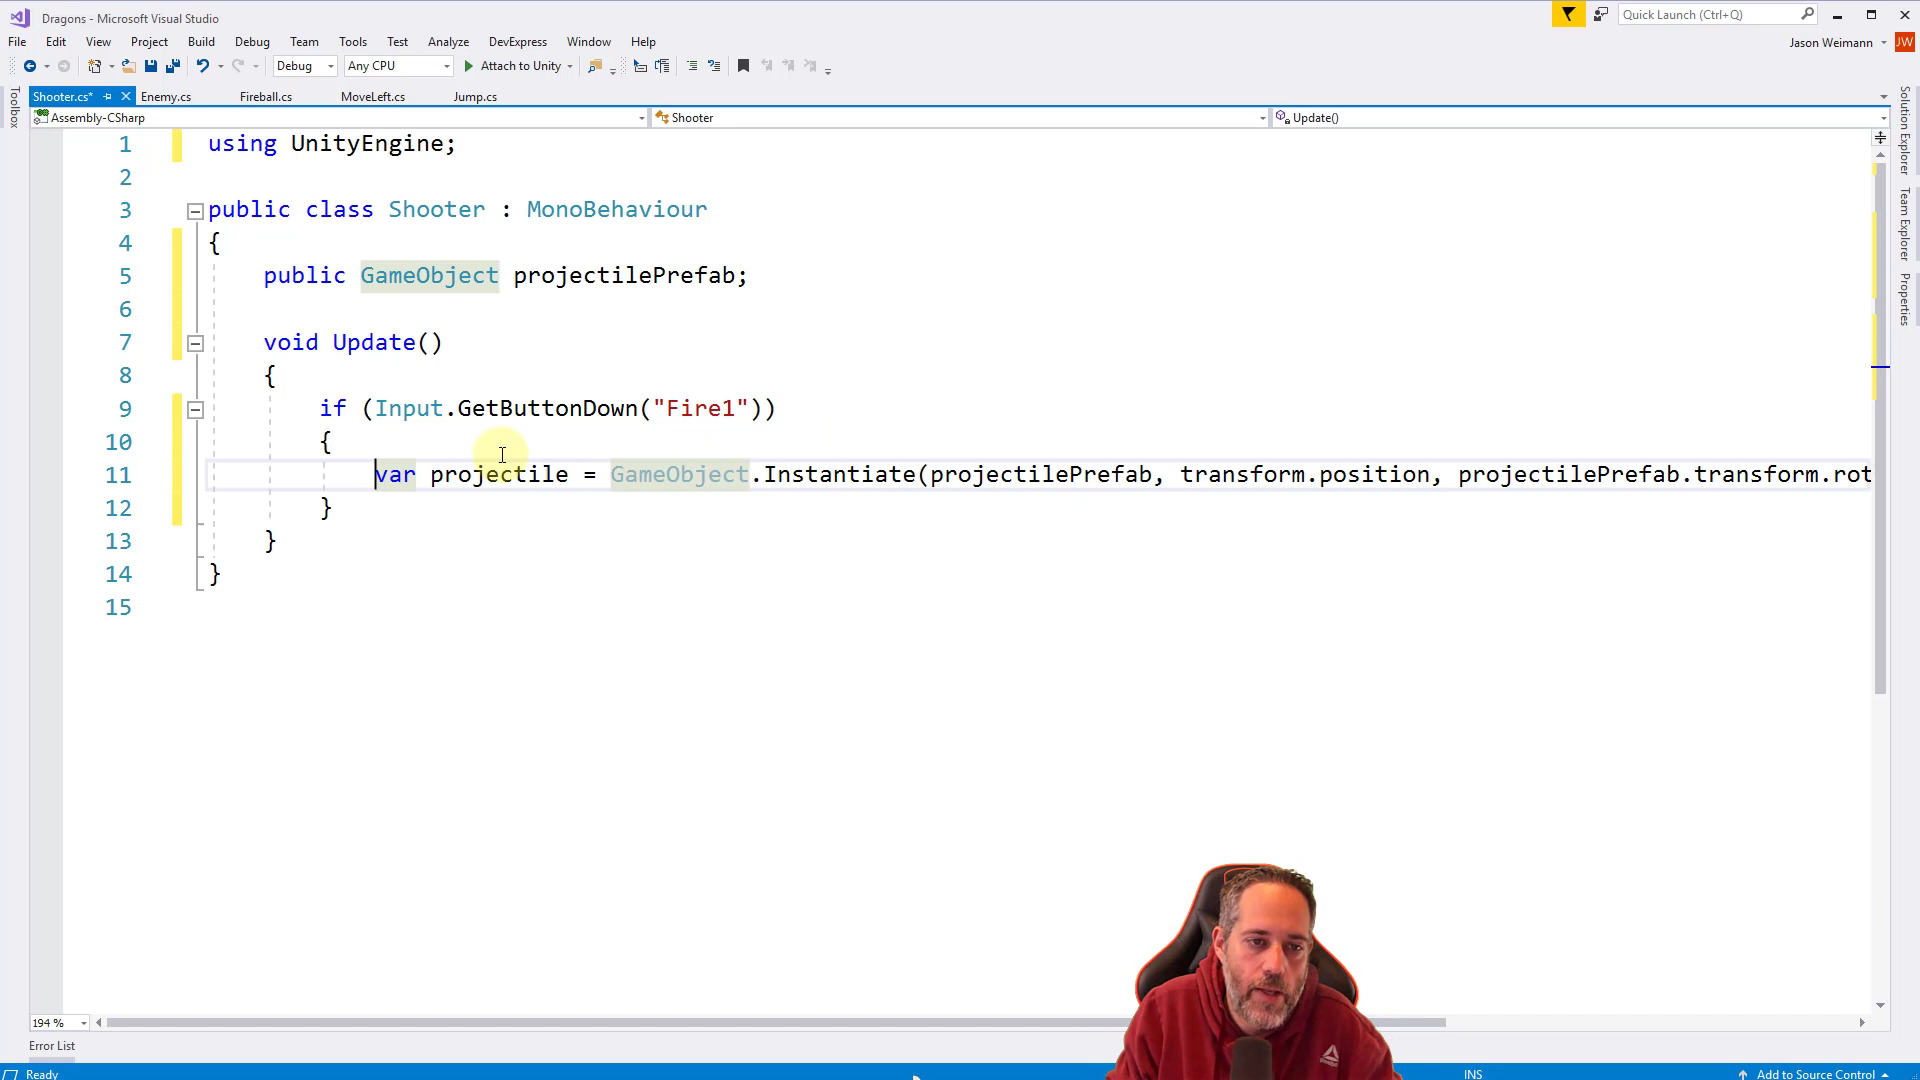 Dragons - Microsoft Visual Studio
Quick Launch (Ctrl+Q)
File Edit View Project Build Debug Team Tools Test Analyze DevExpress Window Help
Jason Weimann JW
Debug Any CPU Attach to Unity
Shooter.cs* Enemy.cs Fireball.cs MoveLeft.cs Jump.cs
Assembly-CSharp Shooter Update()
Toolbox
Solution Explorer
Team Explorer
Properties
1 using UnityEngine;
2
3 public class Shooter : MonoBehaviour
4 {
5 public GameObject projectilePrefab;
6
7 void Update()
8 {
9 if (Input.GetButtonDown("Fire1"))
10 {
11 var projectile = GameObject.Instantiate(projectilePrefab, transform.position, projectilePrefab.transform.rot
12 }
13 }
14 }
15
194 %
Error List
Ready INS Add to Source Control